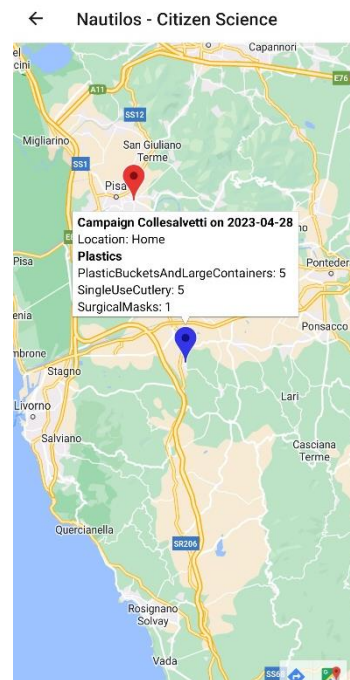 Nautilos - Citizen Science
Capannori
E76
A11
SS12
Migliarino
San Giuliano
Terme
SS1
Pisa
Campaign Collesalvetti on 2023-04-28
Location: Home
Plastics
PlasticBucketsAndLargeContainers: 5
SingleUseCutlery: 5
SurgicalMasks: 1
Pisa
Ponteder
Ponsacco
Stagno
Lari
Livorno
Salviano
Casciana
Terme
Quercianella
SR206
Rosignano
Solvay
Vada